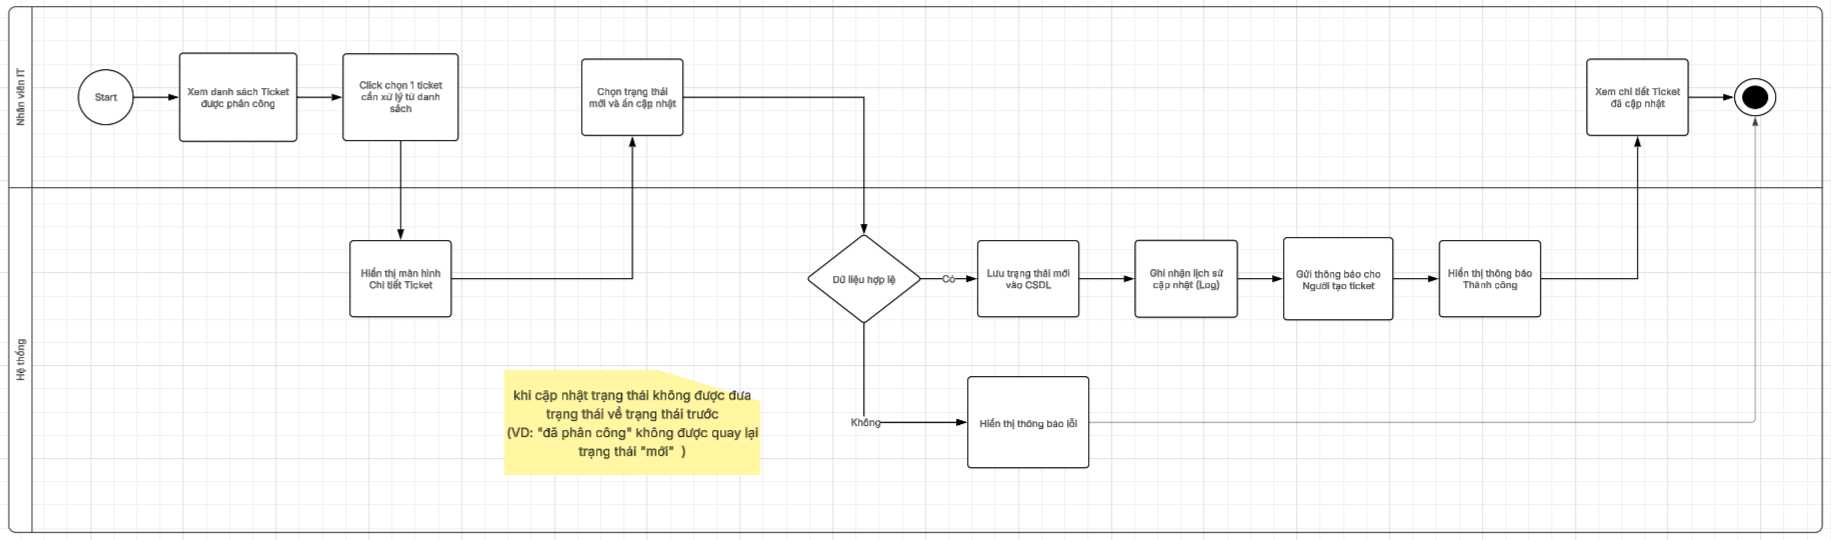 Nhân viên IT
Start
Xem danh sách Ticket
được phân công
Click chọn 1 ticket
cần xử lý từ danh
sách
Chọn trạng thái
mới và ấn cập nhật
Xem chi tiết Ticket
đã cập nhật
Hệ thống
Hiển thị màn hình
Chi tiết Ticket
Dữ liệu hợp lệ
Có
Lưu trạng thái mới
vào CSDL
Ghi nhận lịch sử
cập nhật (Log)
Gửi thông báo cho
Người tạo ticket
Hiển thị thông báo
Thành công
Không
Hiển thị thông báo lỗi
khi cập nhật trạng thái không được đưa
trạng thái về trạng thái trước
(VD: "đã phân công" không được quay lại
trạng thái "mới" )